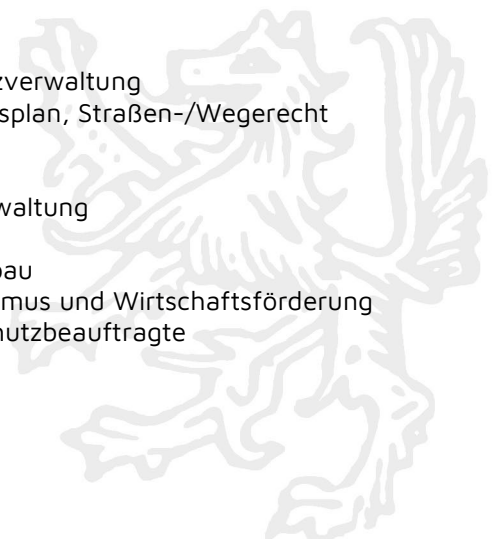 zverwaltung
splan, Straßen-/Wegerecht
waltung
bau
mus und Wirtschaftsförderung
hutzbeauftragte